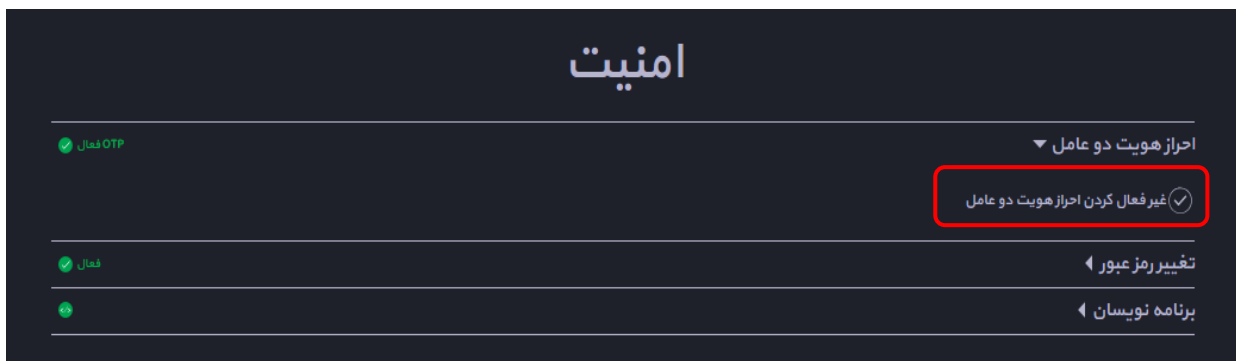 امنیت
احراز هویت دو عامل OTP فعال
غیر فعال کردن احراز هویت دو عامل
تغییر رمز عبور فعال
برنامه نویسان